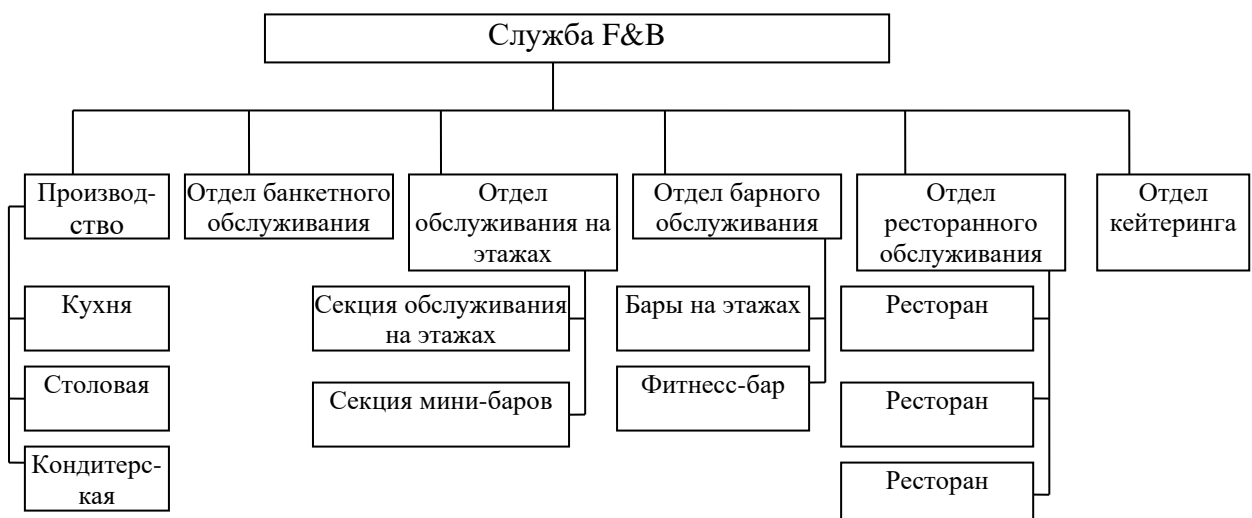 Служба F&B
Производ-
ство
Отдел банкетного
обслуживания
Отдел
обслуживания на
этажах
Отдел барного
обслуживания
Отдел
ресторанного
обслуживания
Отдел
кейтеринга
Кухня
Столовая
Кондитерс-
кая
Секция обслуживания
на этажах
Секция мини-баров
Бары на этажах
Фитнесс-бар
Ресторан
Ресторан
Ресторан